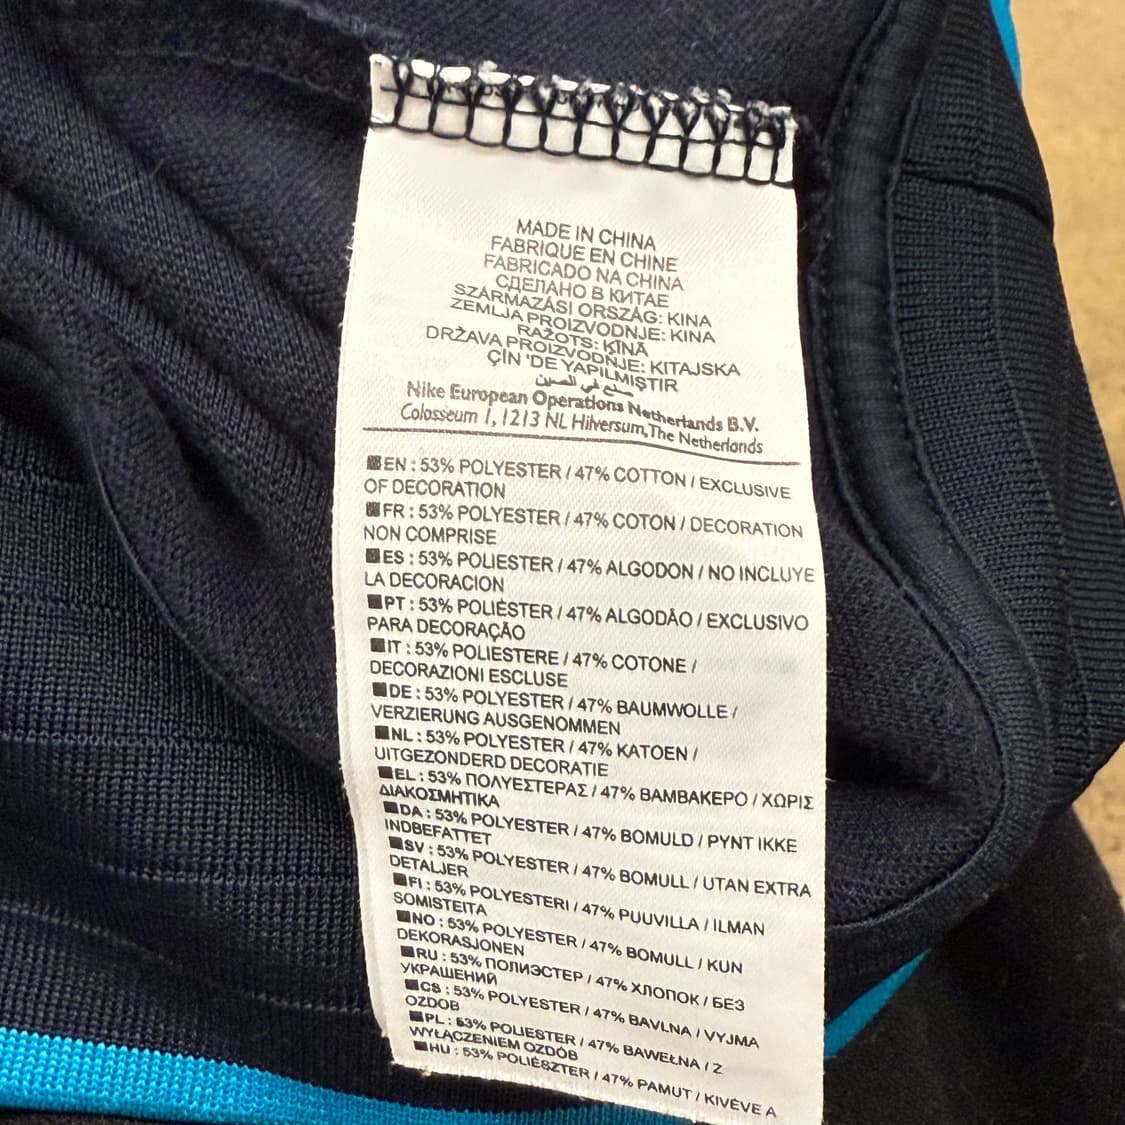 MADE IN CHINA
FABRIQUE EN CHINE
FABRICADO NA CHINA
СДЕЛАНО В КИТАЕ
SZÁRMAZÁSI ORSZÁG: KINA
ZEMLJA PROIZVODNJE: KINA
RAŽOTS: ĶĪNĀ
DRŽAVA PROIZVODNJE: KITAJSKA
ÇİN 'DE YAPILMIŞTIR
صنع في الصين
Nike European Operations Netherlands B.V.
Colosseum 1, 1213 NL Hilversum, The Netherlands
EN : 53% POLYESTER / 47% COTTON / EXCLUSIVE
OF DECORATION
FR : 53% POLYESTER / 47% COTON / DECORATION
NON COMPRISE
ES : 53% POLIESTER / 47% ALGODON / NO INCLUYE
LA DECORACION
PT : 53% POLIÉSTER / 47% ALGODÃO / EXCLUSIVO
PARA DECORAÇÃO
IT : 53% POLIESTERE / 47% COTONE /
DECORAZIONI ESCLUSE
DE : 53% POLYESTER / 47% BAUMWOLLE /
VERZIERUNG AUSGENOMMEN
NL : 53% POLYESTER / 47% KATOEN /
UITGEZONDERD DECORATIE
EL : 53% ΠΟΛΥΕΣΤΕΡΑΣ / 47% ΒΑΜΒΑΚΕΡΟ / ΧΩΡΙΣ
ΔΙΑΚΟΣΜΗΤΙΚΑ
DA : 53% POLYESTER / 47% BOMULD / PYNT IKKE
INDBEFATTET
SV : 53% POLYESTER / 47% BOMULL / UTAN EXTRA
DETALJER
FI : 53% POLYESTERI / 47% PUUVILLA / ILMAN
SOMISTEITA
NO : 53% POLYESTER / 47% BOMULL / KUN
DEKORASJONEN
RU : 53% ПОЛИЭСТЕР / 47% ХЛОПОК / БЕЗ
УКРАШЕНИЙ
CS : 53% POLYESTER / 47% BAVLNA / VYJMA
OZDOB
PL : 53% POLIESTER / 47% BAWEŁNA / Z
WYŁĄCZENIEM OZDÓB
HU : 53% POLIÉSZTER / 47% PAMUT / KIVÉVE A